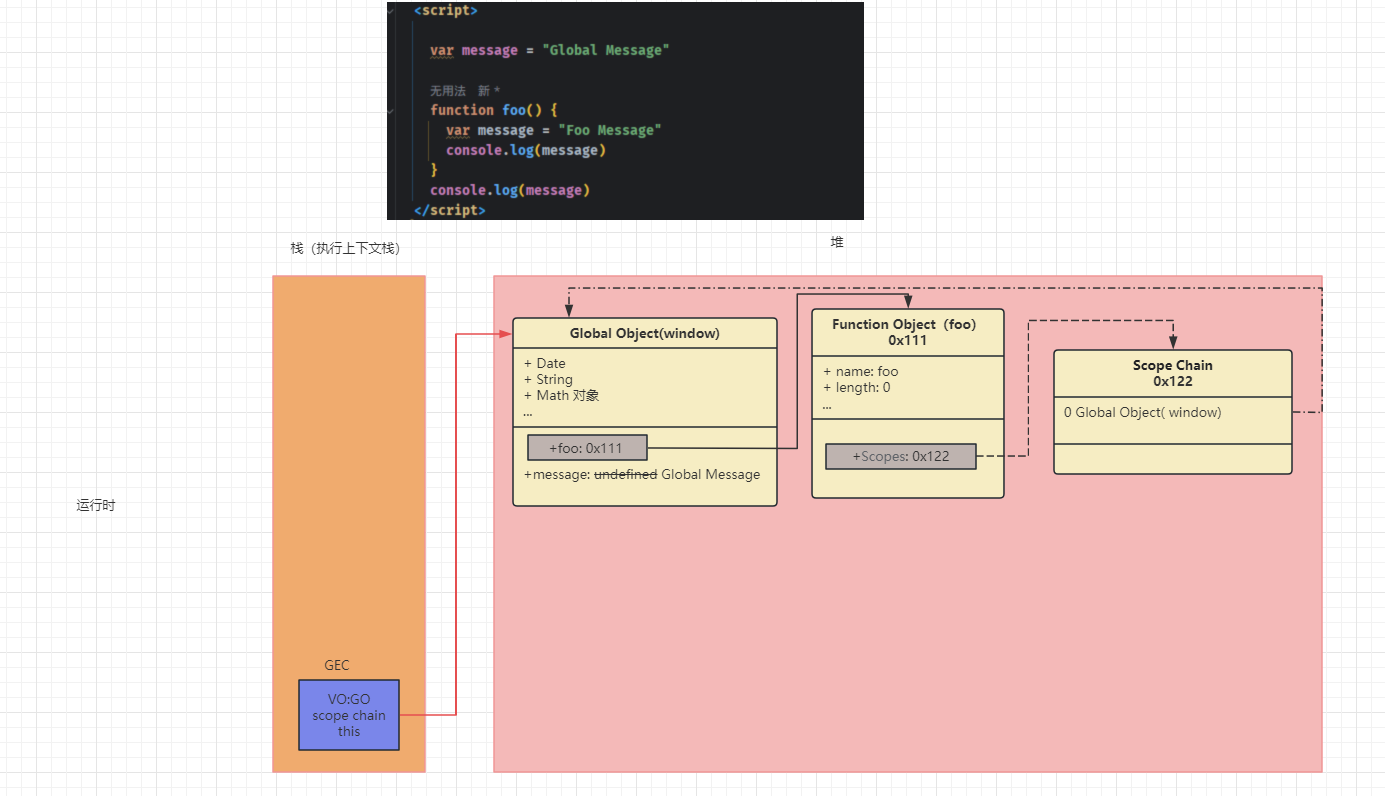 <script>
var message = "Global Message"
无用法 新 *
function foo() {
var message = "Foo Message"
console.log(message)
}
console.log(message)
</script>
栈（执行上下文栈）
堆
Global Object(window)
+ Date
+ String
+ Math 对象
...
+foo: 0x111
+message: undefined Global Message
Function Object（foo）
0x111
+ name: foo
+ length: 0
...
+Scopes: 0x122
Scope Chain
0x122
0 Global Object( window)
运行时
GEC
VO:GO
scope chain
this